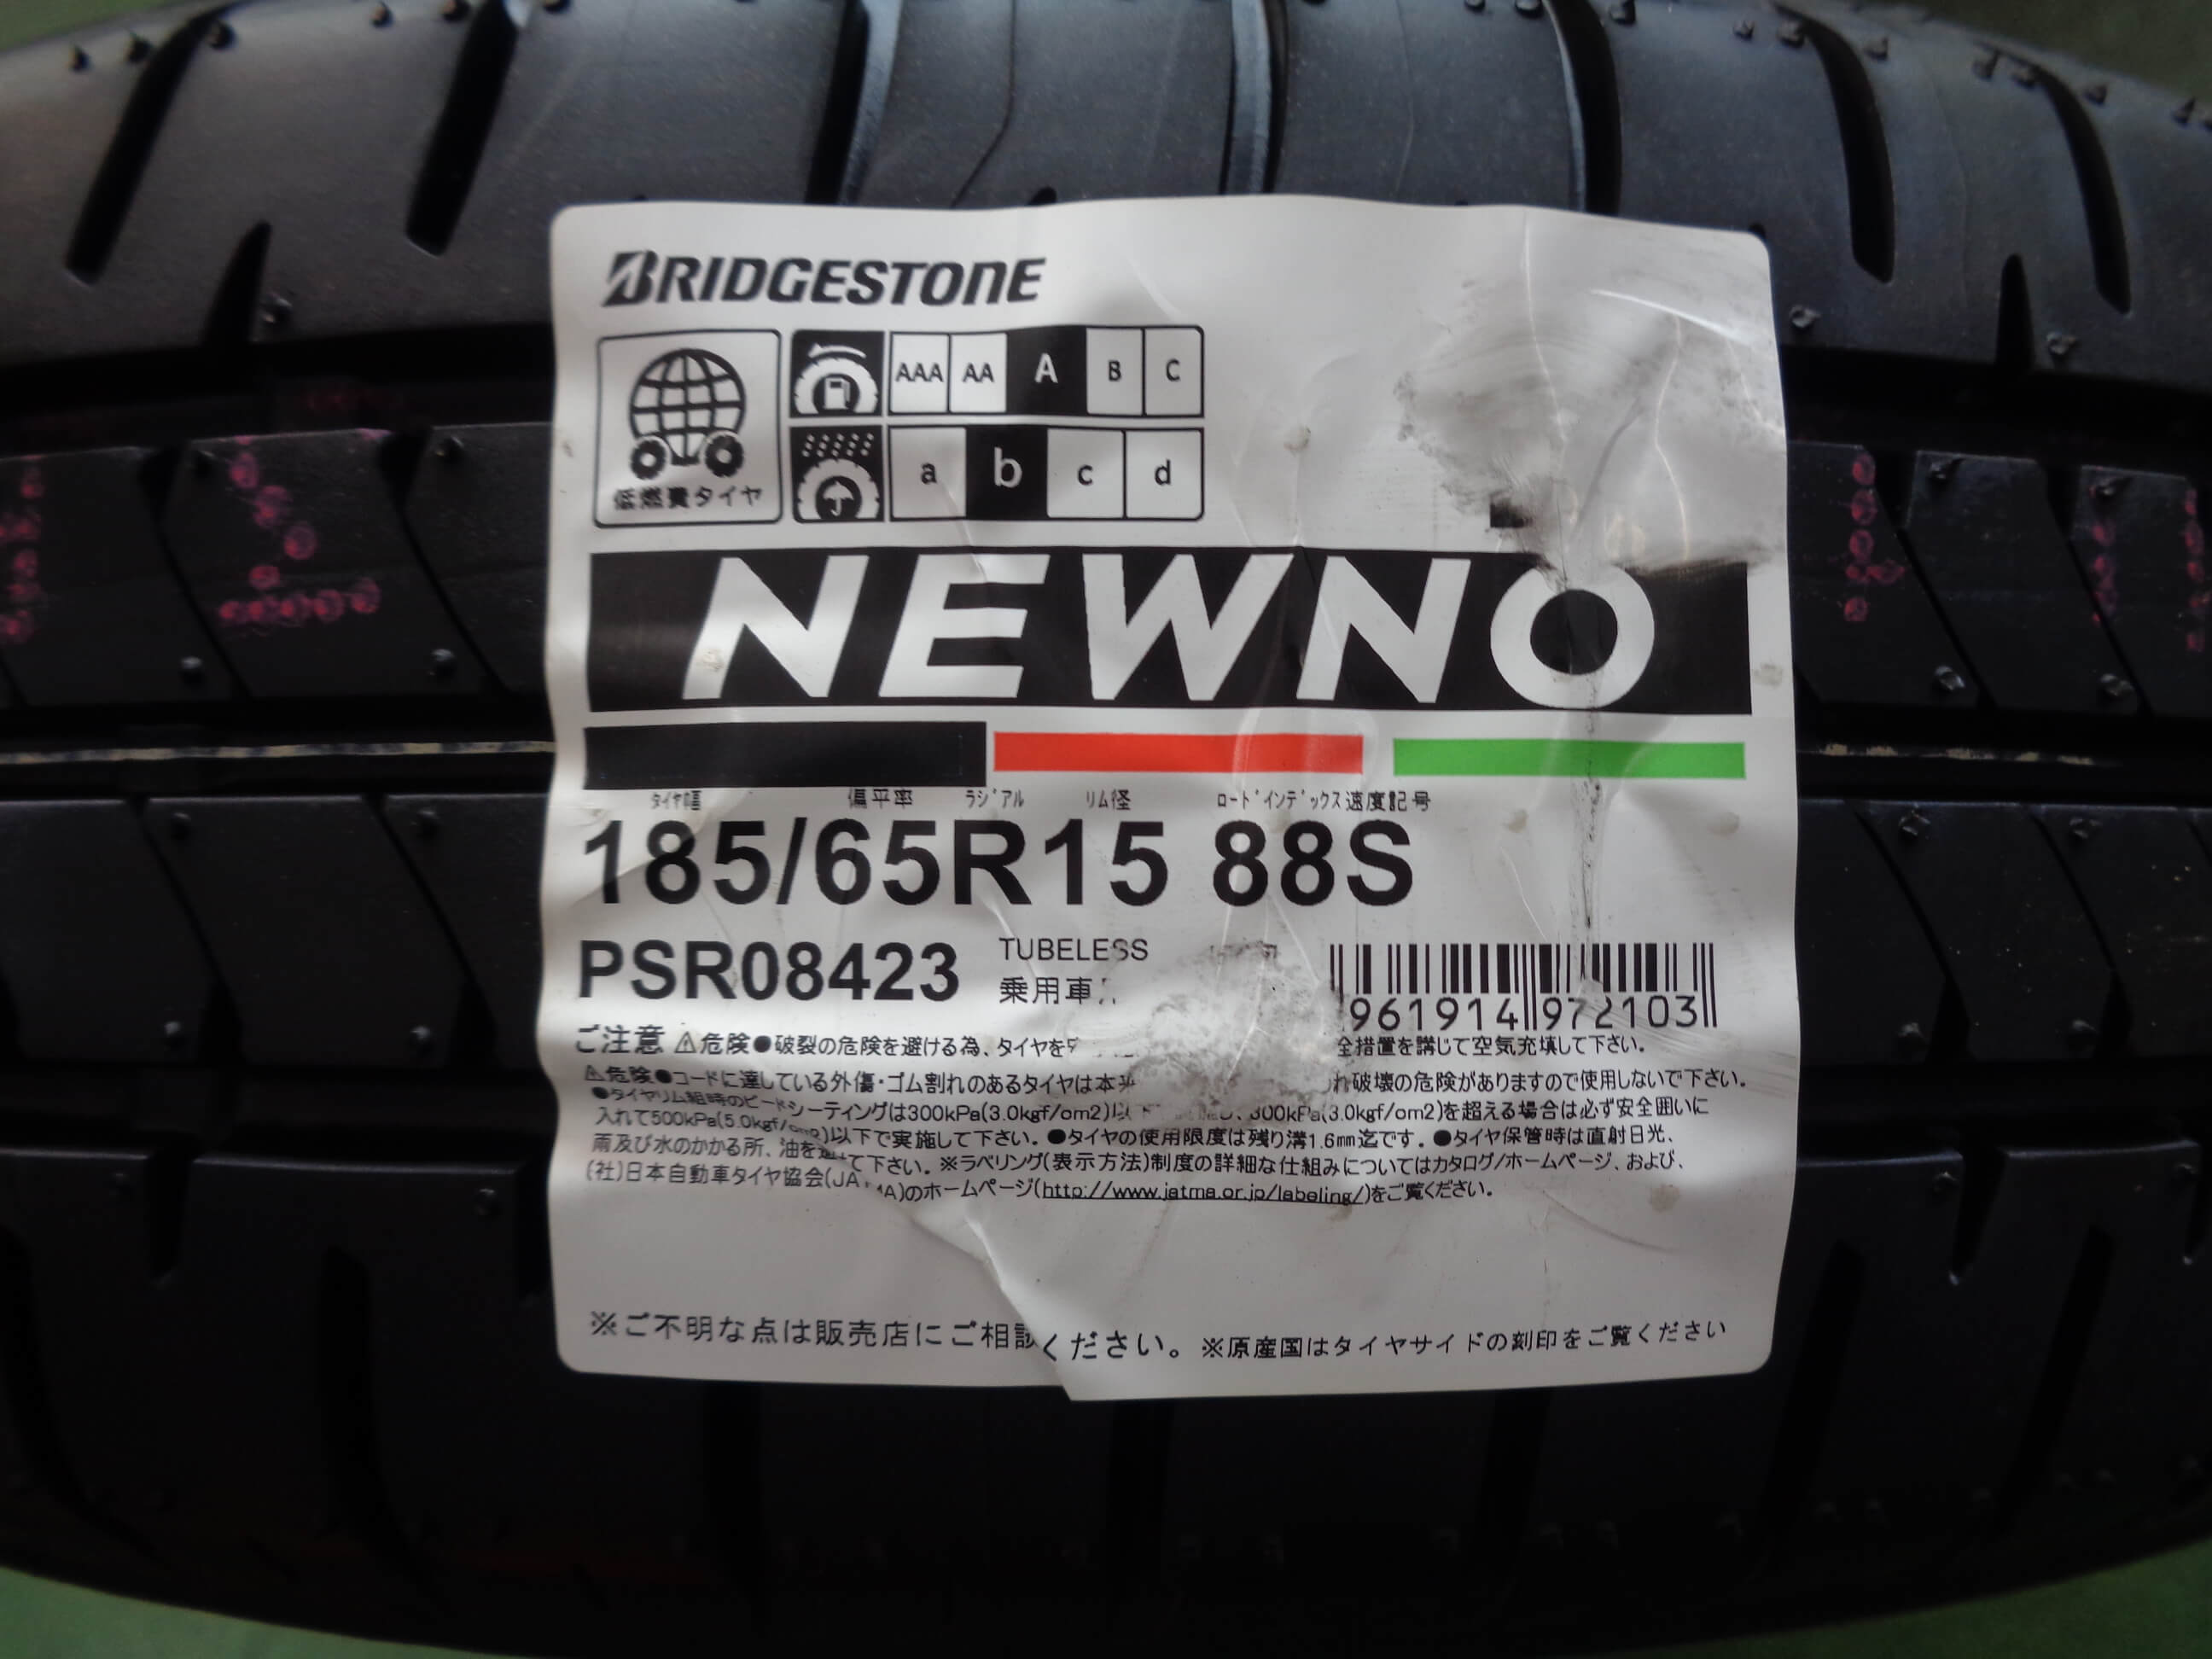 BRIDGESTONE
低燃費タイヤ
AAA AA A B C
a b c d
NEWNO
タイヤ幅 偏平率 ラジアル リム径 ロードインデックス 速度記号
185/65R15 88S
PSR08423
TUBELESS
乗用車
961914 972103
ご注意 ⚠危険●破裂の危険を避ける為、タイヤを 全措置を講じて空気充填して下さい。
⚠危険●コードに達している外傷・ゴム割れのあるタイヤは本来 れ破壊の危険がありますので使用しないで下さい。
●タイヤリム組時のビードシーティングは300kPa(3.0kgf/cm2)以下 300kPa(3.0kgf/cm2)を超える場合は必ず安全囲いに
入れて500kPa(5.0kgf/ )以下で実施して下さい。●タイヤの使用限度は残り溝1.6mm迄です。●タイヤ保管時は直射日光、
雨及び水のかかる所、油を て下さい。※ラベリング(表示方法)制度の詳細な仕組みについてはカタログ/ホームページ、および、
(社)日本自動車タイヤ協会(JA MA)のホームページ(http://www.jatma.or.jp/labeling/)をご覧ください。
※ご不明な点は販売店にご相談ください。※原産国はタイヤサイドの刻印をご覧ください